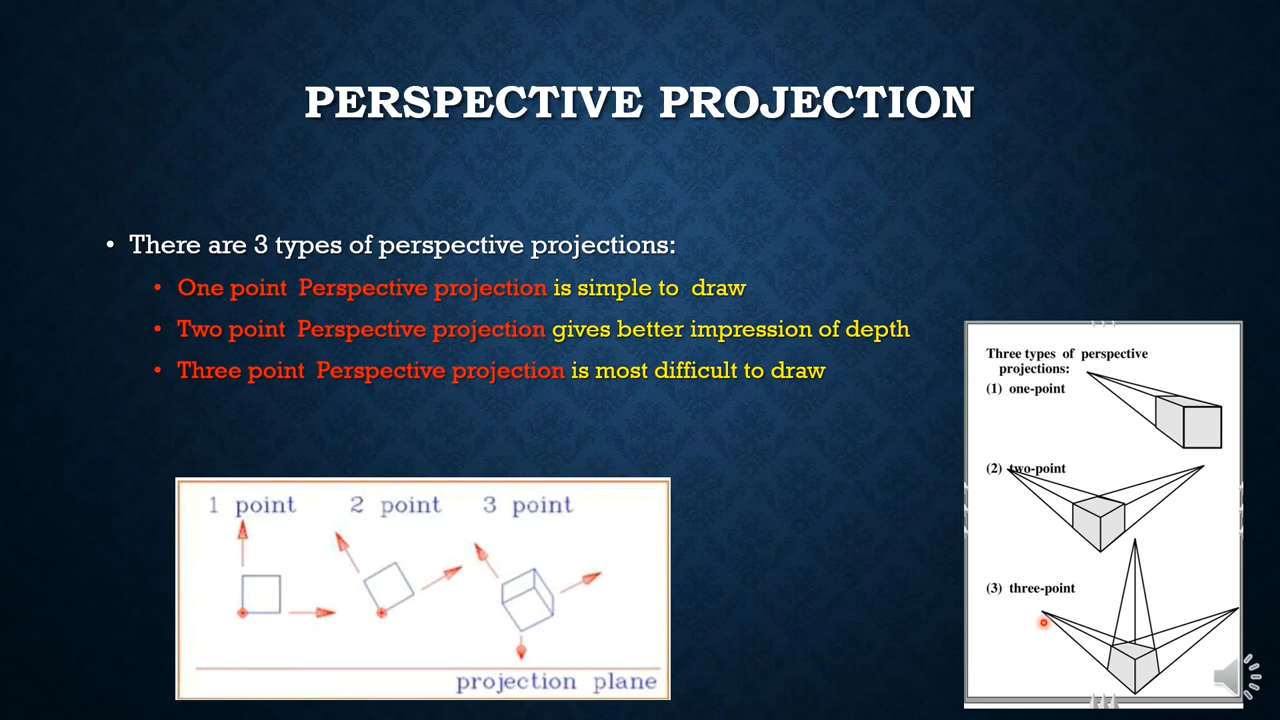 PERSPECTIVE PROJECTION
• There are 3 types of perspective projections:
• One point Perspective projection is simple to draw
• Two point Perspective projection gives better impression of depth
• Three point Perspective projection is most difficult to draw
1 point 2 point 3 point
projection plane
Three types of perspective
projections:
(1) one-point
(2) two-point
(3) three-point